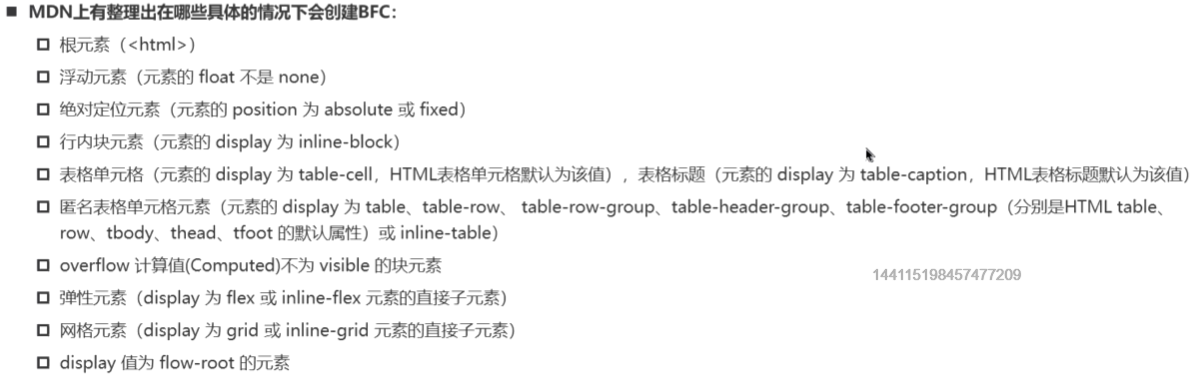 MDN上有整理出在哪些具体的情况下会创建BFC：
根元素（<html>）
浮动元素（元素的 float 不是 none）
绝对定位元素（元素的 position 为 absolute 或 fixed）
行内块元素（元素的 display 为 inline-block）
表格单元格（元素的 display 为 table-cell，HTML表格单元格默认为该值），表格标题（元素的 display 为 table-caption，HTML表格标题默认为该值）
匿名表格单元格元素（元素的 display 为 table、table-row、 table-row-group、table-header-group、table-footer-group（分别是HTML table、
row、tbody、thead、tfoot 的默认属性）或 inline-table）
overflow 计算值(Computed)不为 visible 的块元素
144115198457477209
弹性元素（display 为 flex 或 inline-flex 元素的直接子元素）
网格元素（display 为 grid 或 inline-grid 元素的直接子元素）
display 值为 flow-root 的元素